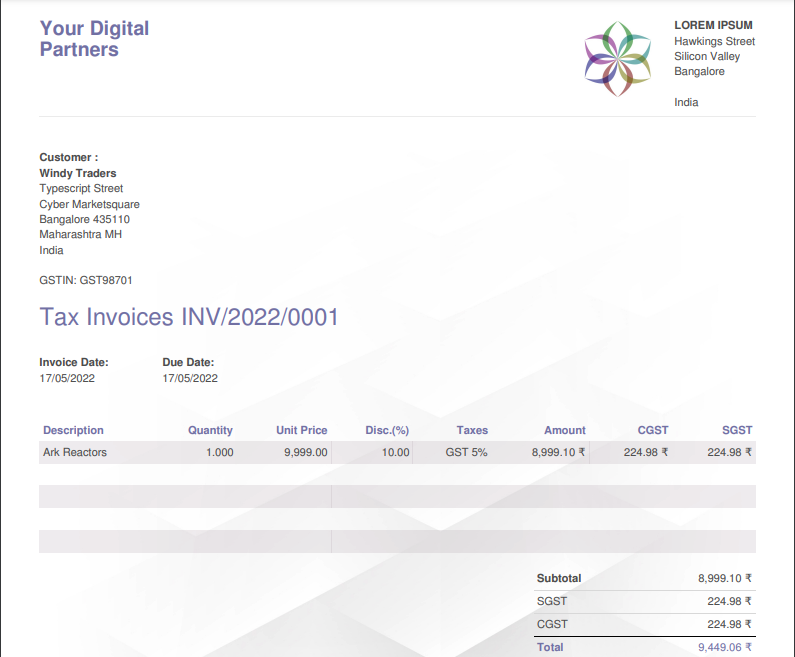 Your Digital
Partners
LOREM IPSUM
Hawkings Street
Silicon Valley
Bangalore
India
Customer :
Windy Traders
Typescript Street
Cyber Marketsquare
Bangalore 435110
Maharashtra MH
India
GSTIN: GST98701
Tax Invoices INV/2022/0001
Invoice Date: Due Date:
17/05/2022 17/05/2022
Description Quantity Unit Price Disc.(%) Taxes Amount CGST SGST
Ark Reactors 1.000 9,999.00 10.00 GST 5% 8,999.10 ₹ 224.98 ₹ 224.98 ₹
Subtotal 8,999.10 ₹
SGST 224.98 ₹
CGST 224.98 ₹
Total 9,449.06 ₹